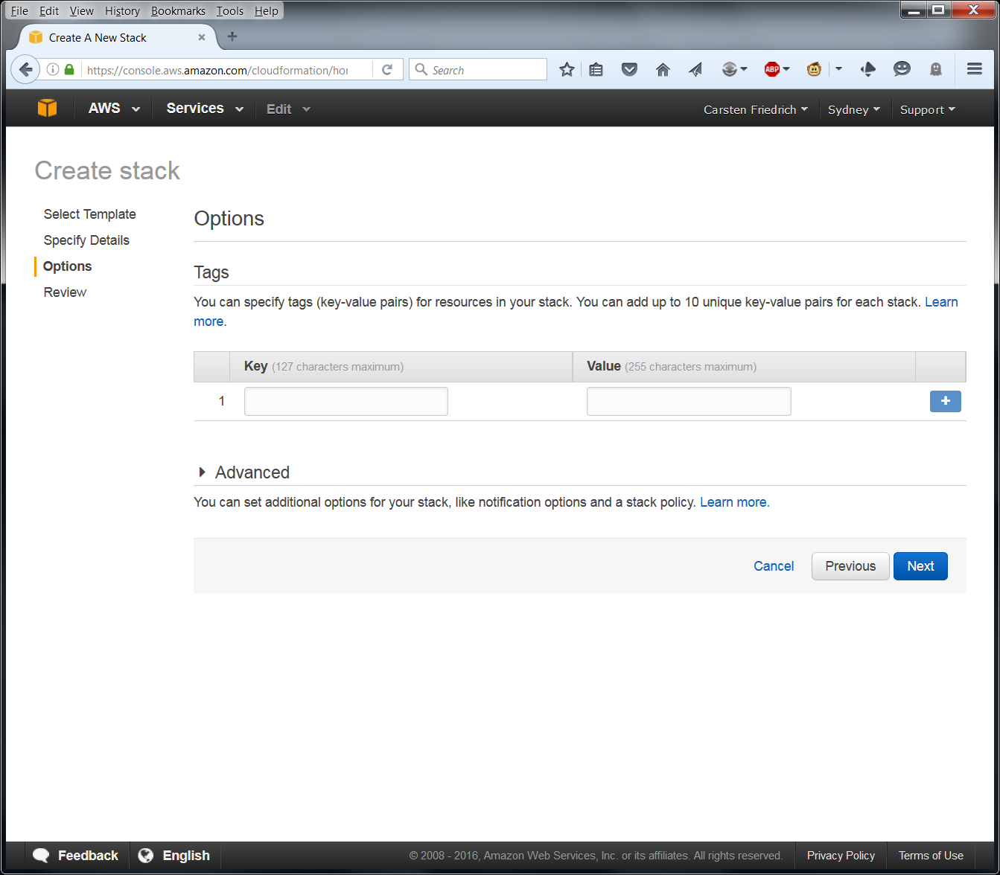 File Edit View History Bookmarks Tools Help
Create A New Stack
https://console.aws.amazon.com/cloudformation/hor
Search
ABP
AWS Services Edit Carsten Friedrich Sydney Support
Create stack
Select Template
Specify Details
Options
Review
Options
Tags
You can specify tags (key-value pairs) for resources in your stack. You can add up to 10 unique key-value pairs for each stack. Learn
more.
Key (127 characters maximum) Value (255 characters maximum)
1
Advanced
You can set additional options for your stack, like notification options and a stack policy. Learn more.
Cancel Previous Next
Feedback English © 2008 - 2016, Amazon Web Services, Inc. or its affiliates. All rights reserved. Privacy Policy Terms of Use